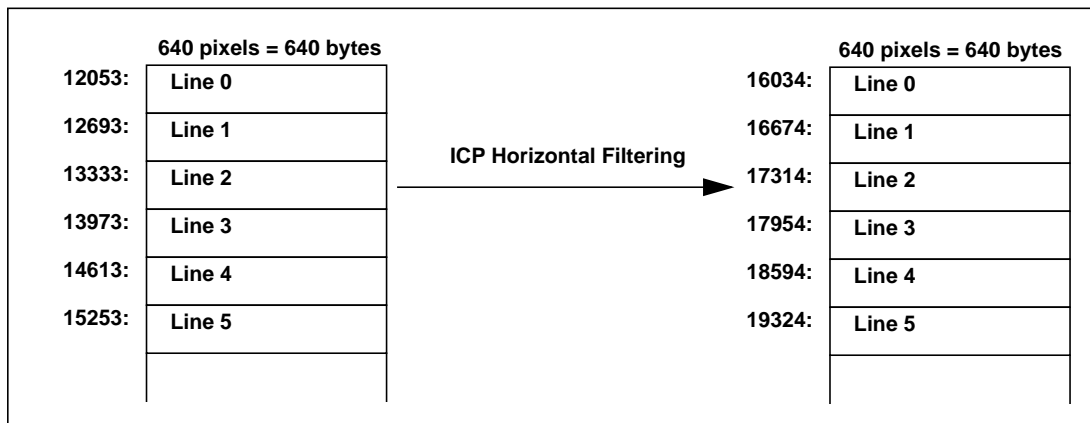 640 pixels = 640 bytes
12053: Line 0
12693: Line 1
13333: Line 2
13973: Line 3
14613: Line 4
15253: Line 5
ICP Horizontal Filtering
640 pixels = 640 bytes
16034: Line 0
16674: Line 1
17314: Line 2
17954: Line 3
18594: Line 4
19324: Line 5